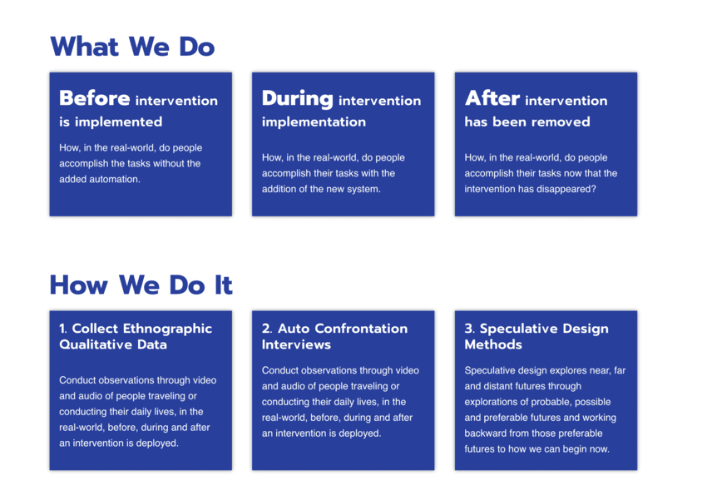 What We Do
Before intervention
is implemented
How, in the real-world, do people
accomplish the tasks without the
added automation.
During intervention
implementation
How, in the real-world, do people
accomplish their tasks with the
addition of the new system.
After intervention
has been removed
How, in the real-world, do people
accomplish their tasks now that the
intervention has disappeared?
How We Do It
1. Collect Ethnographic
Qualitative Data
Conduct observations through video
and audio of people traveling or
conducting their daily lives, in the
real-world, before, during and after
an intervention is deployed.
2. Auto Confrontation
Interviews
Conduct observations through video
and audio of people traveling or
conducting their daily lives, in the
real-world, before, during and after
an intervention is deployed.
3. Speculative Design
Methods
Speculative design explores near, far
and distant futures through
explorations of probable, possible
and preferable futures and working
backward from those preferable
futures to how we can begin now.